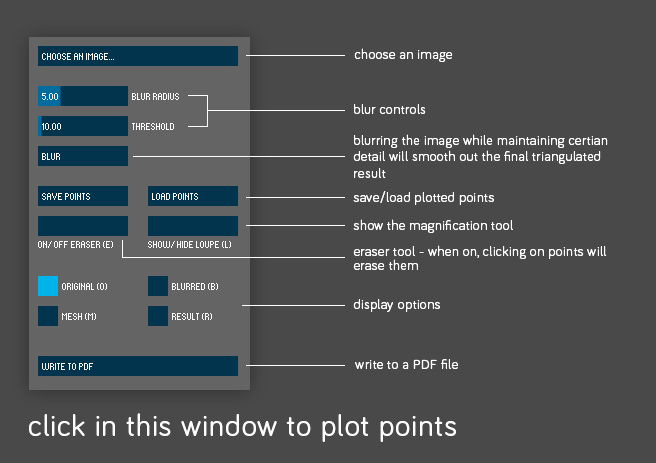 CHOOSE AN IMAGE...
choose an image
5.00
BLUR RADIUS
blur controls
10.00
THRESHOLD
BLUR
blurring the image while maintaining certian
detail will smooth out the final triangulated
result
SAVE POINTS
LOAD POINTS
save/load plotted points
show the magnification tool
ON/OFF ERASER (E)
SHOW/HIDE LOUPE (L)
eraser tool - when on, clicking on points will
erase them
ORIGINAL (O)
BLURRED (B)
display options
MESH (M)
RESULT (R)
WRITE TO PDF
write to a PDF file
click in this window to plot points